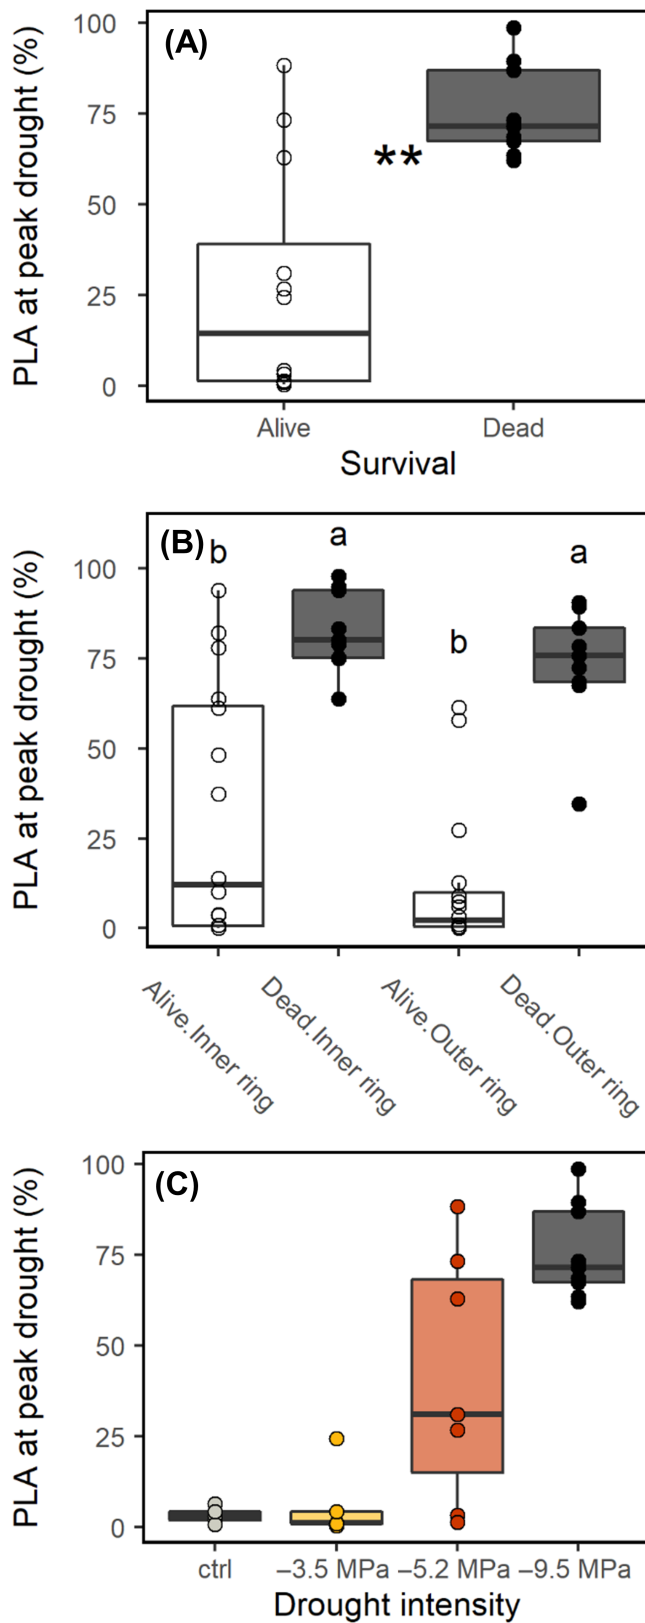 (A)
PLA at peak drought (%)
100
75
50
25
0
**
Alive Dead
Survival
(B)
PLA at peak drought (%)
100
75
50
25
0
b a b a
Alive.Inner ring
Dead.Inner ring
Alive.Outer ring
Dead.Outer ring
(C)
PLA at peak drought (%)
100
75
50
25
0
ctrl −3.5 MPa −5.2 MPa −9.5 MPa
Drought intensity